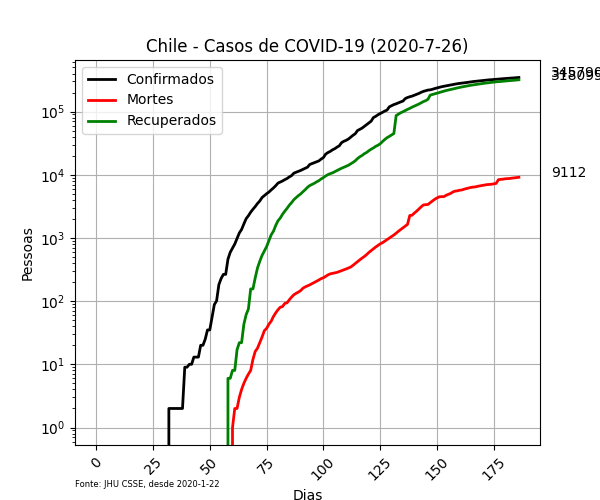 Chile - Casos de COVID-19 (2020-7-26)
Confirmados
Mortes
Recuperados
9112
Pessoas
10⁵
10⁴
10³
10²
10¹
10⁰
0
25
50
75
100
125
150
175
Dias
Fonte: JHU CSSE, desde 2020-1-22